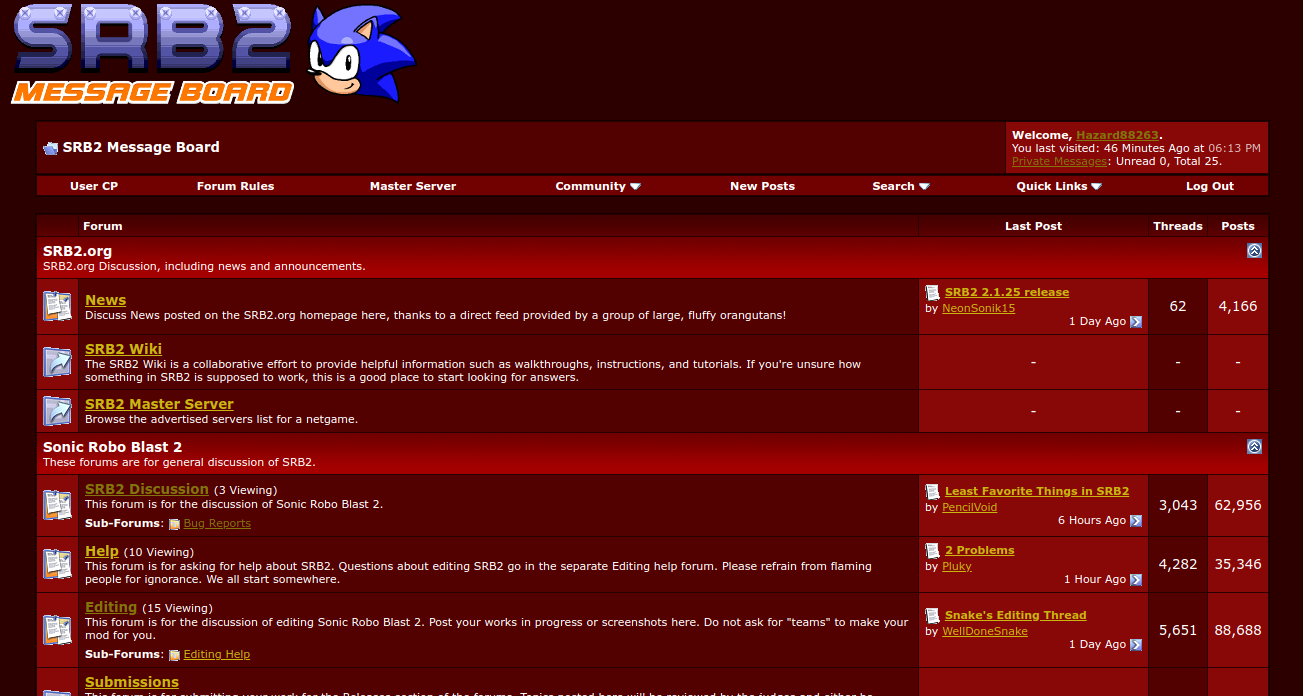 SRB2
MESSAGE BOARD
SRB2 Message Board
Welcome, Hazard88263.
You last visited: 46 Minutes Ago at 06:13 PM
Private Messages: Unread 0, Total 25.
User CP Forum Rules Master Server Community New Posts Search Quick Links Log Out
Forum Last Post Threads Posts
SRB2.org
SRB2.org Discussion, including news and announcements.
News
Discuss News posted on the SRB2.org homepage here, thanks to a direct feed provided by a group of large, fluffy orangutans!
SRB2 2.1.25 release
by NeonSonik15
1 Day Ago
62 4,166
SRB2 Wiki
The SRB2 Wiki is a collaborative effort to provide helpful information such as walkthroughs, instructions, and tutorials. If you're unsure how
something in SRB2 is supposed to work, this is a good place to start looking for answers.
- - -
SRB2 Master Server
Browse the advertised servers list for a netgame.
- - -
Sonic Robo Blast 2
These forums are for general discussion of SRB2.
SRB2 Discussion (3 Viewing)
This forum is for the discussion of Sonic Robo Blast 2.
Sub-Forums: Bug Reports
Least Favorite Things in SRB2
by PencilVoid
6 Hours Ago
3,043 62,956
Help (10 Viewing)
This forum is for asking for help about SRB2. Questions about editing SRB2 go in the separate Editing help forum. Please refrain from flaming
people for ignorance. We all start somewhere.
2 Problems
by Pluky
1 Hour Ago
4,282 35,346
Editing (15 Viewing)
This forum is for the discussion of editing Sonic Robo Blast 2. Post your works in progress or screenshots here. Do not ask for "teams" to make your
mod for you.
Sub-Forums: Editing Help
Snake's Editing Thread
by WellDoneSnake
1 Day Ago
5,651 88,688
Submissions